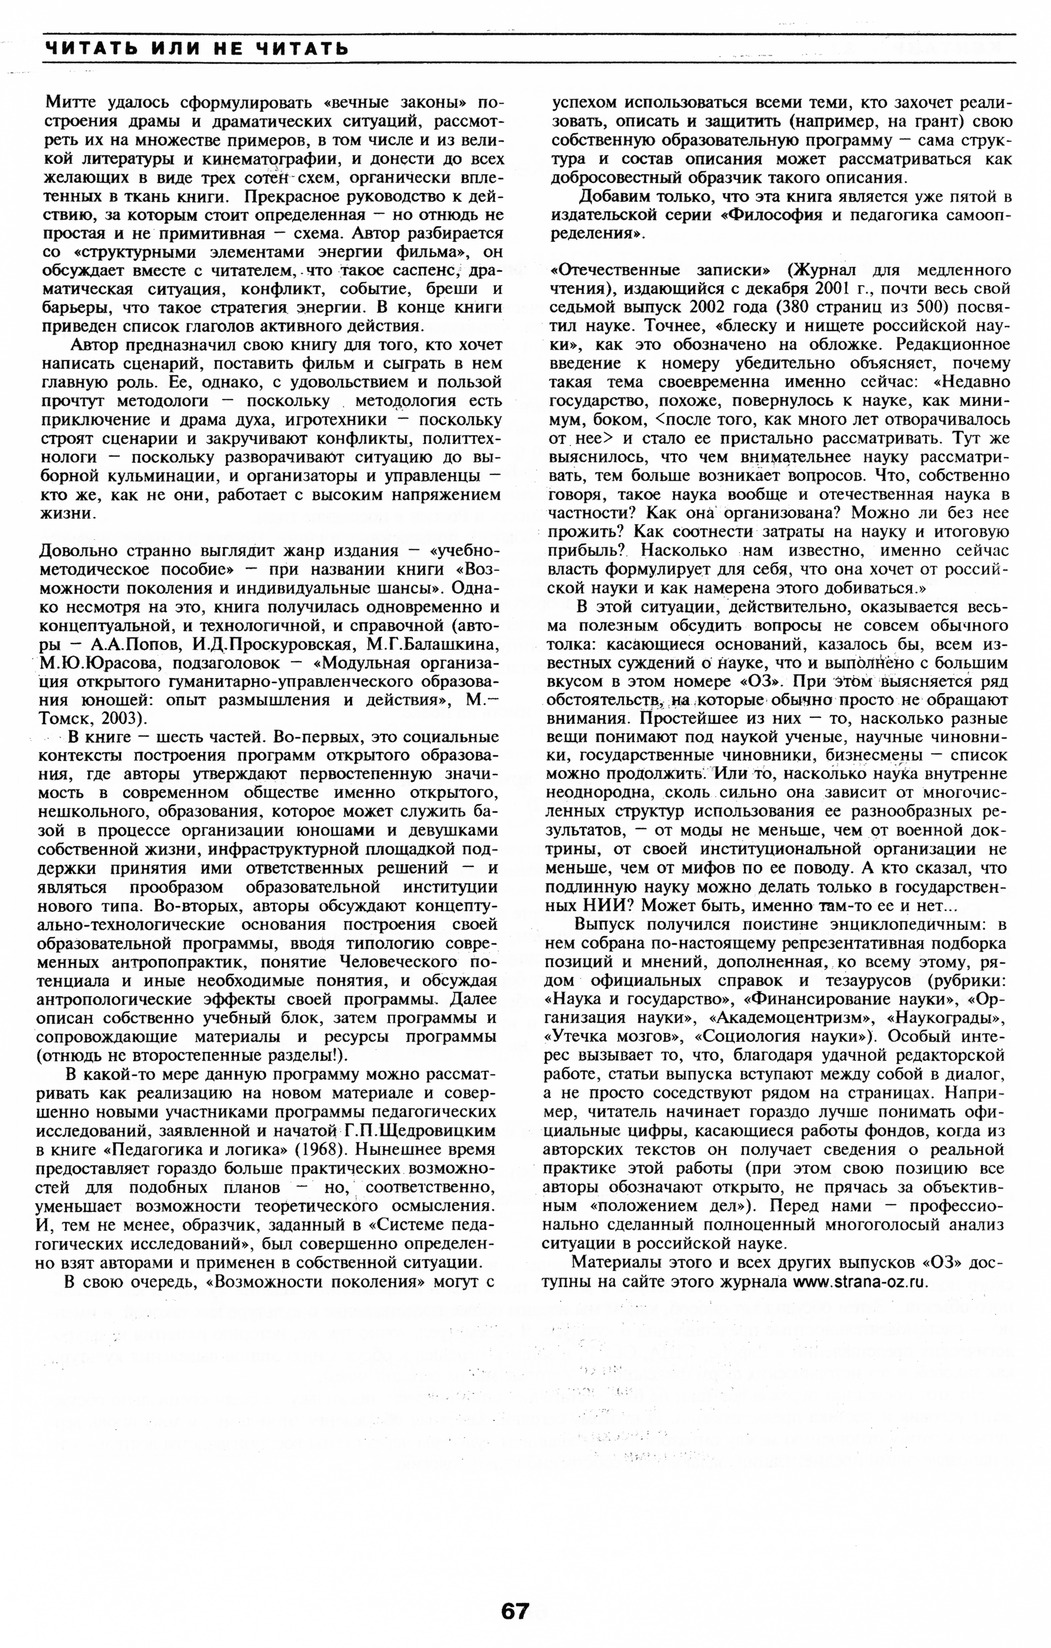 ЧИТАТЬ ИЛИ НЕ ЧИТАТЬ
Митте удалось сформулировать «вечные законы» по-
строения драмы и драматических ситуаций, рассмот-
реть их на множестве примеров, в том числе и из вели-
кой литературы и кинематографии, и донести до всех
желающих в виде трех сотен схем, органически впле-
тенных в ткань книги. Прекрасное руководство к дей-
ствию, за которым стоит определенная — но отнюдь не
простая и не примитивная — схема. Автор разбирается
со «структурными элементами энергии фильма», он
обсуждает вместе с читателем, что такое саспенс, дра-
матическая ситуация, конфликт, событие, бреши и
барьеры, что такое стратегия энергии. В конце книги
приведен список глаголов активного действия.
Автор предназначил свою книгу для того, кто хочет
написать сценарий, поставить фильм и сыграть в нем
главную роль. Ее, однако, с удовольствием и пользой
прочтут методологи — поскольку методология есть
приключение и драма духа, игротехники — поскольку
строят сценарии и закручивают конфликты, политтех-
нологи — поскольку разворачивают ситуацию до вы-
борной кульминации, и организаторы и управленцы —
кто же, как не они, работает с высоким напряжением
жизни.
Довольно странно выглядит жанр издания — «учебно-
методическое пособие» — при названии книги «Воз-
можности поколения и индивидуальные шансы». Одна-
ко несмотря на это, книга получилась одновременно и
концептуальной, и технологичной, и справочной (авто-
ры — А.А.Попов, И.Д.Проскуровская, М.Г.Балашкина,
М.Ю.Юрасова, подзаголовок — «Модульная организа-
ция открытого гуманитарно-управленческого образова-
ния юношей: опыт размышления и действия», М.—
Томск, 2003).
В книге — шесть частей. Во-первых, это социальные
контексты построения программ открытого образова-
ния, где авторы утверждают первостепенную значи-
мость в современном обществе именно открытого,
нешкольного, образования, которое может служить ба-
зой в процессе организации юношами и девушками
собственной жизни, инфраструктурной площадкой под-
держки принятия ими ответственных решений — и
являться прообразом образовательной институции
нового типа. Во-вторых, авторы обсуждают концепту-
ально-технологические основания построения своей
образовательной программы, вводя типологию совре-
менных антропопрактик, понятие Человеческого по-
тенциала и иные необходимые понятия, и обсуждая
антропологические эффекты своей программы. Далее
описан собственно учебный блок, затем программы и
сопровождающие материалы и ресурсы программы
(отнюдь не второстепенные разделы!).
В какой-то мере данную программу можно рассмат-
ривать как реализацию на новом материале и совер-
шенно новыми участниками программы педагогических
исследований, заявленной и начатой Г.П.Щедровицким
в книге «Педагогика и логика» (1968). Нынешнее время
предоставляет гораздо больше практических возможно-
стей для подобных планов — но, соответственно,
уменьшает возможности теоретического осмысления.
И, тем не менее, образчик, заданный в «Системе педа-
гогических исследований», был совершенно определен-
но взят авторами и применен в собственной ситуации.
В свою очередь, «Возможности поколения» могут с
успехом использоваться всеми теми, кто захочет реали-
зовать, описать и защитить (например, на грант) свою
собственную образовательную программу — сама струк-
тура и состав описания может рассматриваться как
добросовестный образчик такого описания.
Добавим только, что эта книга является уже пятой в
издательской серии «Философия и педагогика самооп-
ределения».
«Отечественные записки» (Журнал для медленного
чтения), издающийся с декабря 2001 г., почти весь свой
седьмой выпуск 2002 года (380 страниц из 500) посвя-
тил науке. Точнее, «блеску и нищете российской нау-
ки», как это обозначено на обложке. Редакционное
введение к номеру убедительно объясняет, почему
такая тема своевременна именно сейчас: «Недавно
государство, похоже, повернулось к науке, как мини-
мум, боком, <после того, как много лет отворачивалось
от нее> и стало ее пристально рассматривать. Тут же
выяснилось, что чем внимательнее науку рассматри-
вать, тем больше возникает вопросов. Что, собственно
говоря, такое наука вообще и отечественная наука в
частности? Как она организована? Можно ли без нее
прожить? Как соотнести затраты на науку и итоговую
прибыль? Насколько нам известно, именно сейчас
власть формулирует для себя, что она хочет от россий-
ской науки и как намерена этого добиваться.»
В этой ситуации, действительно, оказывается весь-
ма полезным обсудить вопросы не совсем обычного
толка: касающиеся оснований, казалось бы, всем из-
вестных суждений о науке, что и выполнено с большим
вкусом в этом номере «ОЗ». При этом выясняется ряд
обстоятельств, на которые обычно просто не обращают
внимания. Простейшее из них — то, насколько разные
вещи понимают под наукой ученые, научные чиновни-
ки, государственные чиновники, бизнесмены — список
можно продолжить. Или то, насколько наука внутренне
неоднородна, сколь сильно она зависит от многочис-
ленных структур использования ее разнообразных ре-
зультатов, — от моды не меньше, чем от военной док-
трины, от своей институциональной организации не
меньше, чем от мифов по ее поводу. А кто сказал, что
подлинную науку можно делать только в государствен-
ных НИИ? Может быть, именно там-то ее и нет...
Выпуск получился поистине энциклопедичным: в
нем собрана по-настоящему репрезентативная подборка
позиций и мнений, дополненная, ко всему этому, ря-
дом официальных справок и тезаурусов (рубрики:
«Наука и государство», «Финансирование науки», «Ор-
ганизация науки», «Академоцентризм», «Наукограды»,
«Утечка мозгов», «Социология науки»). Особый инте-
рес вызывает то, что, благодаря удачной редакторской
работе, статьи выпуска вступают между собой в диалог,
а не просто соседствуют рядом на страницах. Напри-
мер, читатель начинает гораздо лучше понимать офи-
циальные цифры, касающиеся работы фондов, когда из
авторских текстов он получает сведения о реальной
практике этой работы (при этом свою позицию все
авторы обозначают открыто, не прячась за объектив-
ным «положением дел»). Перед нами — профессио-
нально сделанный полноценный многоголосый анализ
ситуации в российской науке.
Материалы этого и всех других выпусков «ОЗ» дос-
тупны на сайте этого журнала www.strana-oz.ru.
67